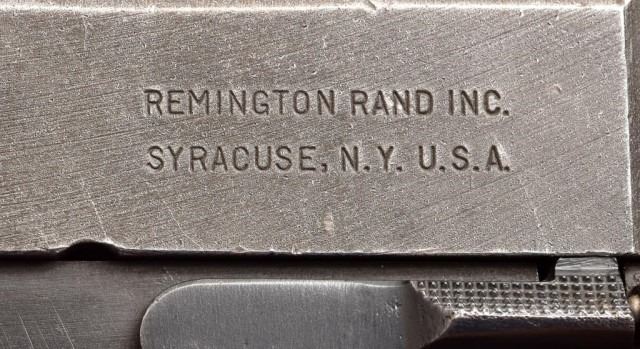 REMINGTON RAND INC.
SYRACUSE, N.Y. U.S.A.